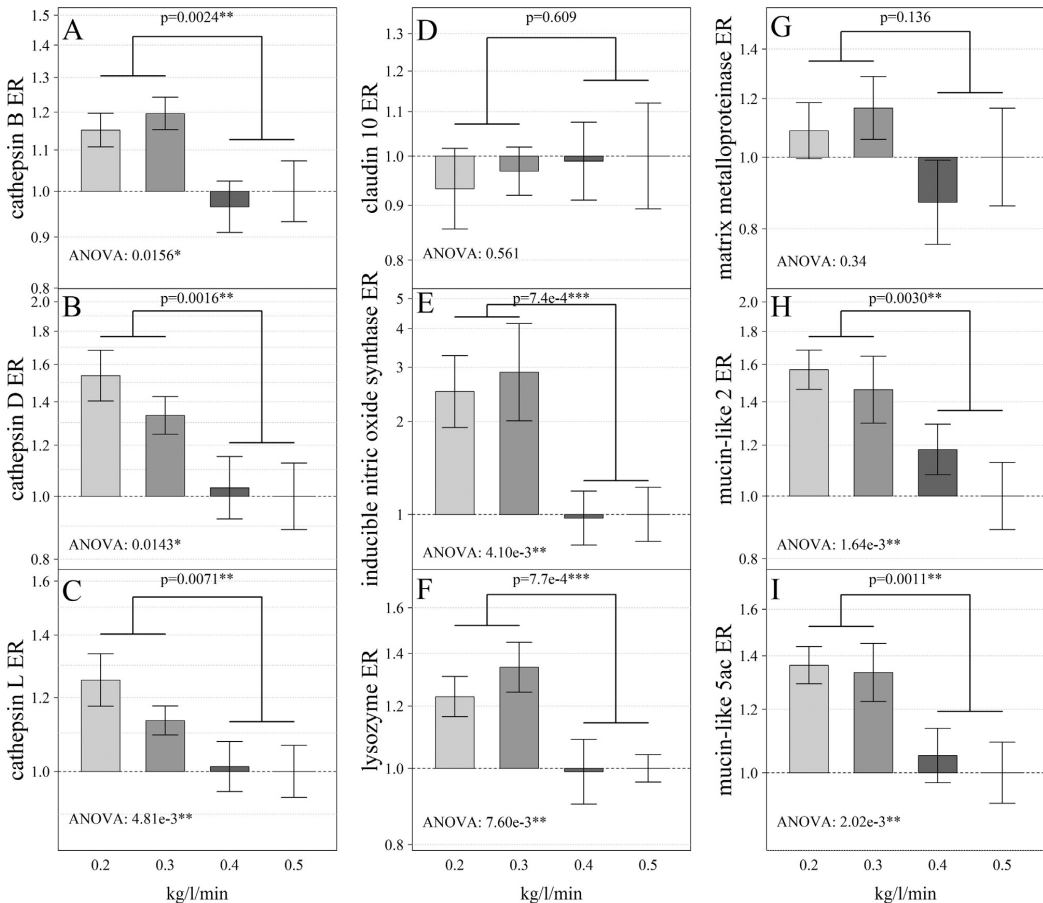 A
p=0.0024**
cathepsin B ER
1.5
1.4
1.3
1.2
1.1
1.0
0.9
0.8
ANOVA: 0.0156*
B
p=0.0016**
cathepsin D ER
2.0
1.8
1.6
1.4
1.2
1.0
0.8
ANOVA: 0.0143*
C
p=0.0071**
cathepsin L ER
1.6
1.4
1.2
1.0
ANOVA: 4.81e-3**
0.2 0.3 0.4 0.5
kg/l/min
D
p=0.609
claudin 10 ER
1.3
1.2
1.1
1.0
0.9
0.8
ANOVA: 0.561
E
p=7.4e-4***
inducible nitric oxide synthase ER
5
4
3
2
1
ANOVA: 4.10e-3**
F
p=7.7e-4***
lysozyme ER
1.6
1.4
1.2
1.0
0.8
ANOVA: 7.60e-3**
0.2 0.3 0.4 0.5
kg/l/min
G
p=0.136
matrix metalloproteinase ER
1.4
1.2
1.0
0.8
ANOVA: 0.34
H
p=0.0030**
mucin-like 2 ER
2.0
1.8
1.6
1.4
1.2
1.0
0.8
ANOVA: 1.64e-3**
I
p=0.0011**
mucin-like 5ac ER
1.6
1.4
1.2
1.0
ANOVA: 2.02e-3**
0.2 0.3 0.4 0.5
kg/l/min